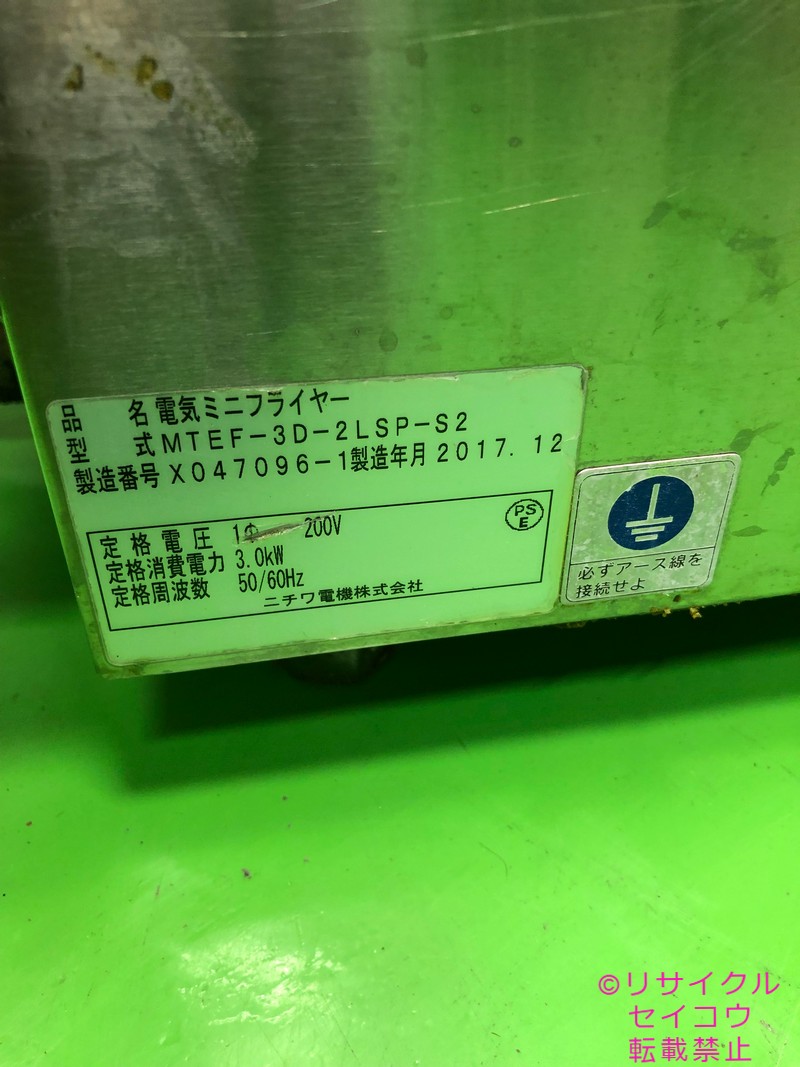 品 名 電気ミニフライヤー
型 式 MTEF-3D-2LSP-S2
製造番号 X047096-1 製造年月 2017.12
定格電圧 1Φ 200V
定格消費電力 3.0kW
定格周波数 50/60Hz
ニチワ電機株式会社
PS
E
必ずアース線を
接続せよ
©リサイクル
セイコウ
転載禁止